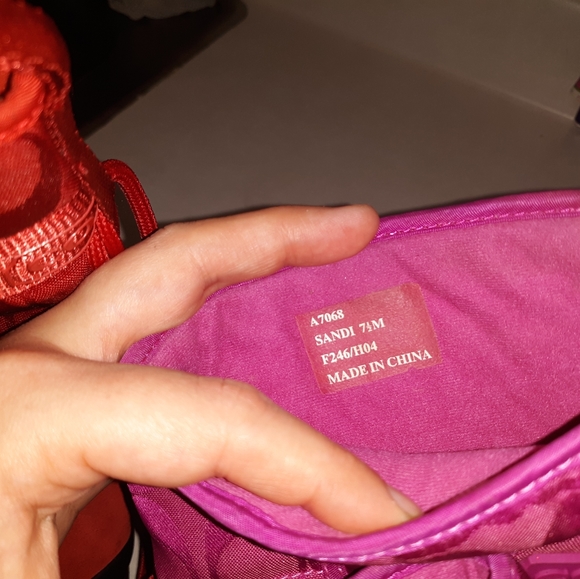 A7068
SANDI 7½M
F246/H04
MADE IN CHINA